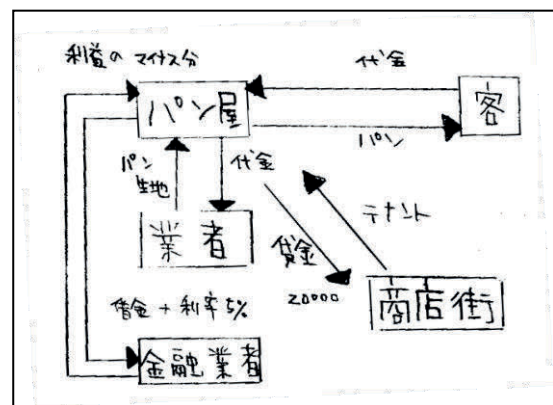 利益の マイナス分
代金
パン屋
客
パン
パン
生地
代金
テナント
業者
賃金
20000
商店街
借金 + 利率5%
金融業者